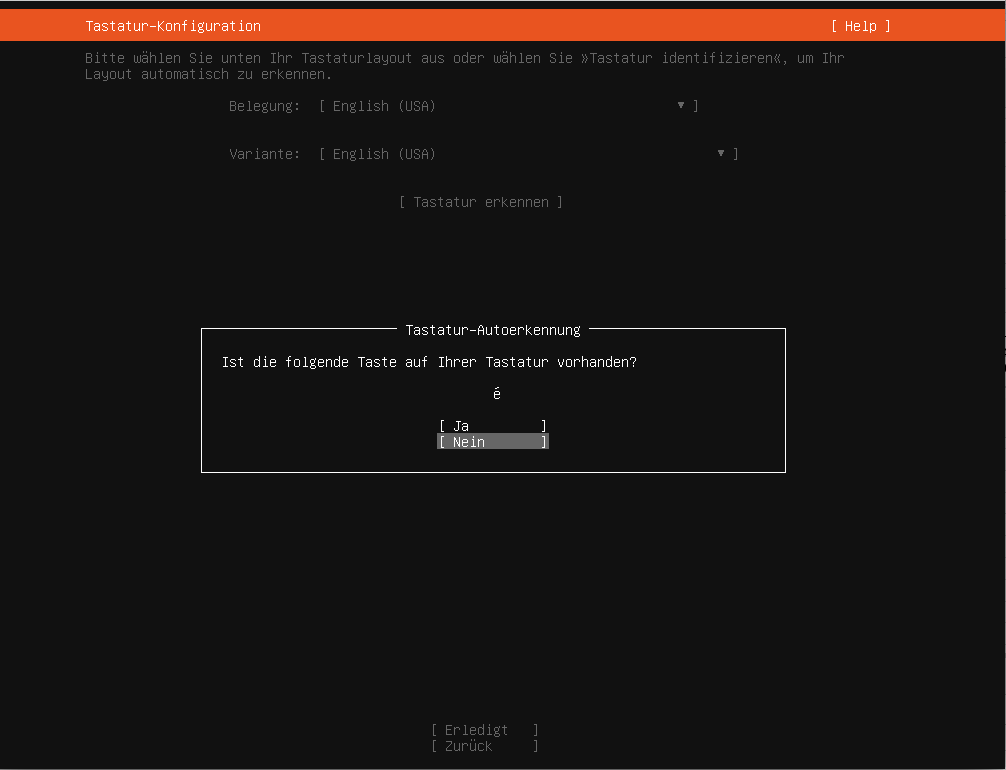 Tastatur-Konfiguration [ Help ]
Bitte wählen Sie unten Ihr Tastaturlayout aus oder wählen Sie »Tastatur identifizieren«, um Ihr
Layout automatisch zu erkennen.
Belegung: [ English (USA) ▾ ]
Variante: [ English (USA) ▾ ]
[ Tastatur erkennen ]
Tastatur-Autoerkennung
Ist die folgende Taste auf Ihrer Tastatur vorhanden?
é
[ Ja ]
[ Nein ]
[ Erledigt ]
[ Zurück ]